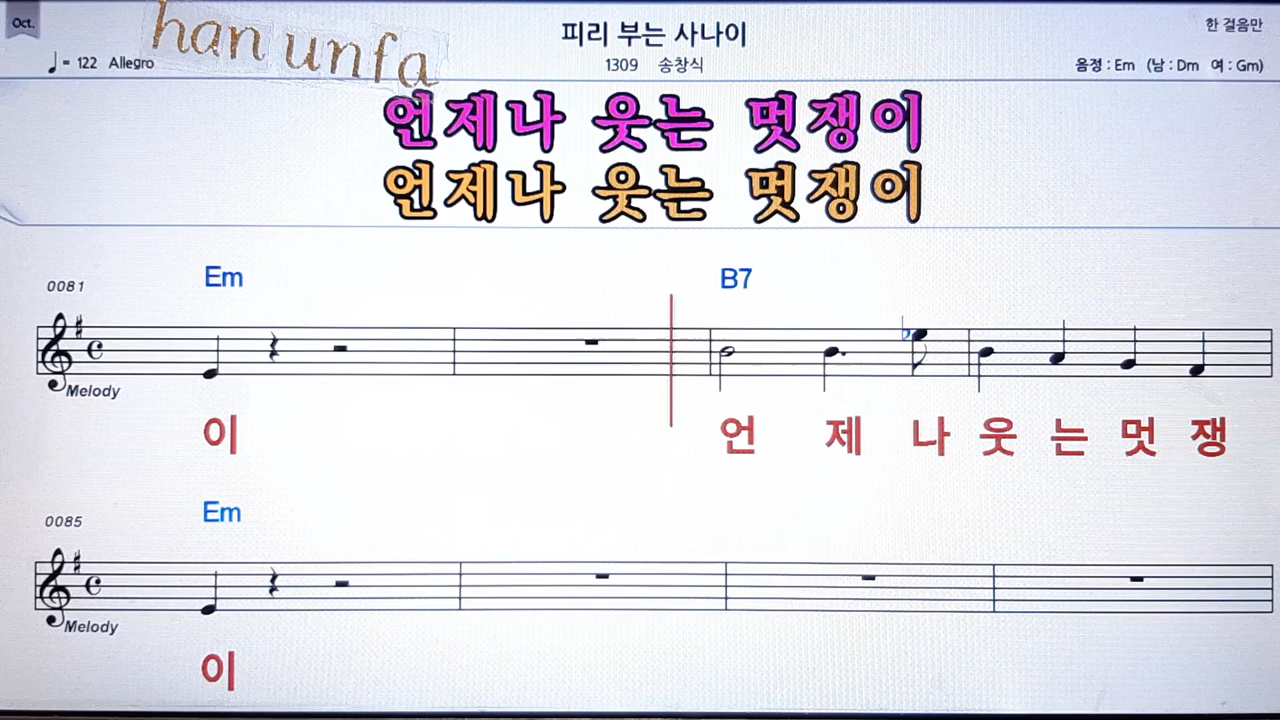 Oct.
han unfa
피리 부는 사나이
한 걸음만
♩= 122 Allegro
1309 송창식
음정 : Em (남 : Dm 여 : Gm)
언제나 웃는 멋쟁이
언제나 웃는 멋쟁이
0081
Em
B7
Melody
이
언 제 나 웃 는 멋 쟁
0085
Em
Melody
이